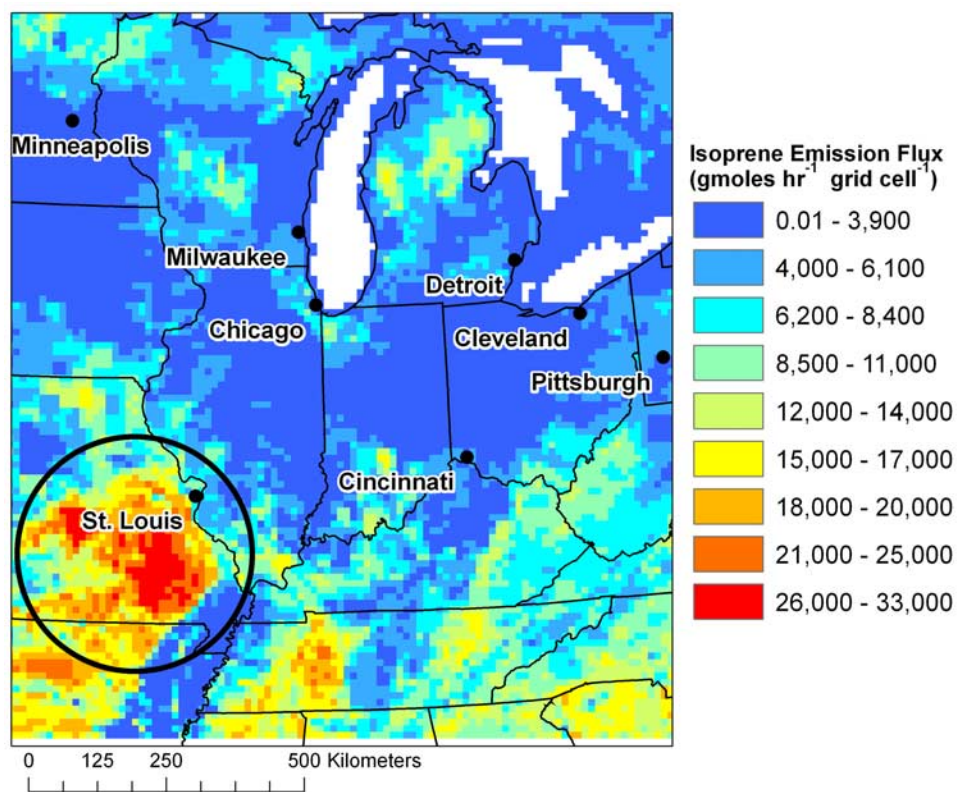 Minneapolis
Milwaukee
Chicago
Detroit
Cleveland
Pittsburgh
Cincinnati
St. Louis
Isoprene Emission Flux
(gmoles hr⁻¹ grid cell⁻¹)
0.01 - 3,900
4,000 - 6,100
6,200 - 8,400
8,500 - 11,000
12,000 - 14,000
15,000 - 17,000
18,000 - 20,000
21,000 - 25,000
26,000 - 33,000
0 125 250 500 Kilometers